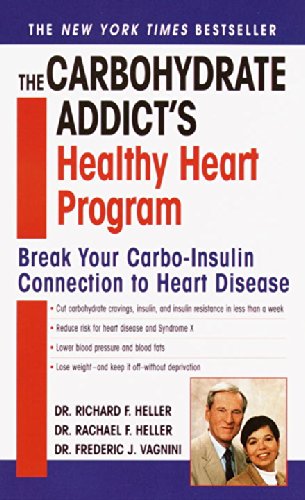 THE NEW YORK TIMES BESTSELLER
THE CARBOHYDRATE
ADDICT'S
Healthy Heart
Program
Break Your Carbo-Insulin
Connection to Heart Disease
• Cut carbohydrate cravings, insulin, and insulin resistance in less than a week
• Reduce risk for heart disease and Syndrome X
• Lower blood pressure and blood fats
• Lose weight—and keep it off—without deprivation
DR. RICHARD F. HELLER
DR. RACHAEL F. HELLER
DR. FREDERIC J. VAGNINI